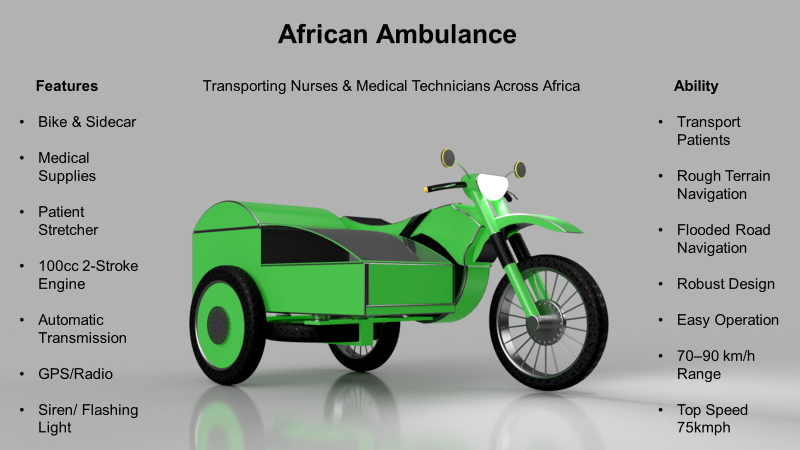 African Ambulance
Transporting Nurses & Medical Technicians Across Africa
Features
• Bike & Sidecar
• Medical
Supplies
• Patient
Stretcher
• 100cc 2-Stroke
Engine
• Automatic
Transmission
• GPS/Radio
• Siren/ Flashing
Light
Ability
• Transport
Patients
• Rough Terrain
Navigation
• Flooded Road
Navigation
• Robust Design
• Easy Operation
• 70–90 km/h
Range
• Top Speed
75kmph